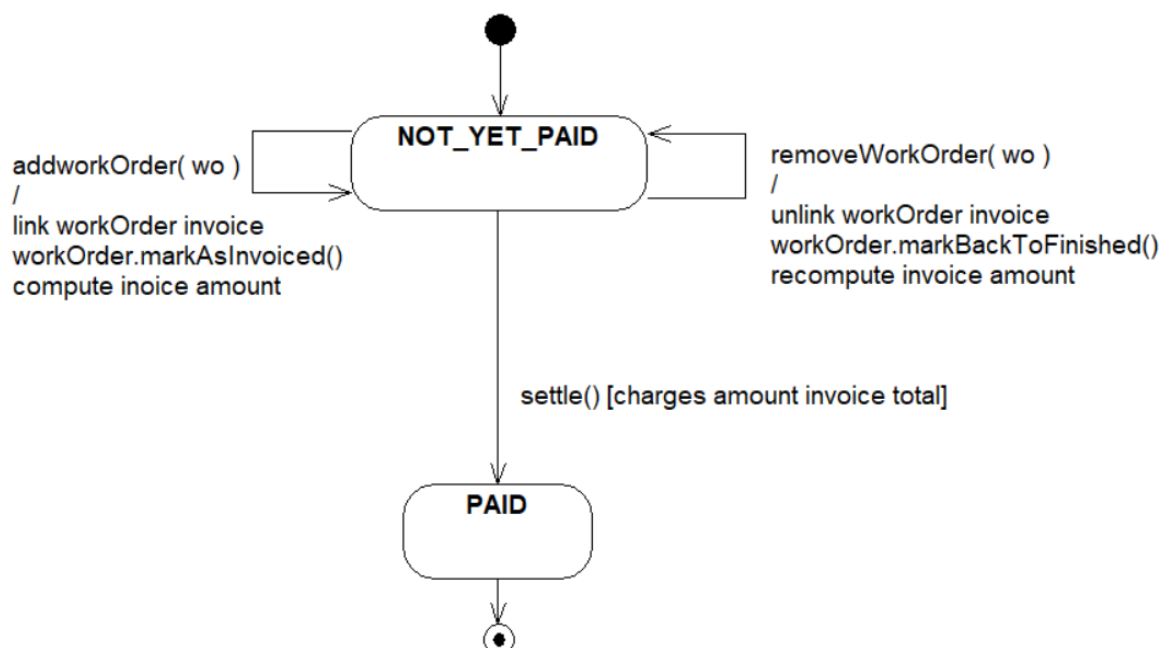 NOT_YET_PAID
addworkOrder( wo )
/
link workOrder invoice
workOrder.markAsInvoiced()
compute inoice amount
removeWorkOrder( wo )
/
unlink workOrder invoice
workOrder.markBackToFinished()
recompute invoice amount
settle() [charges amount invoice total]
PAID